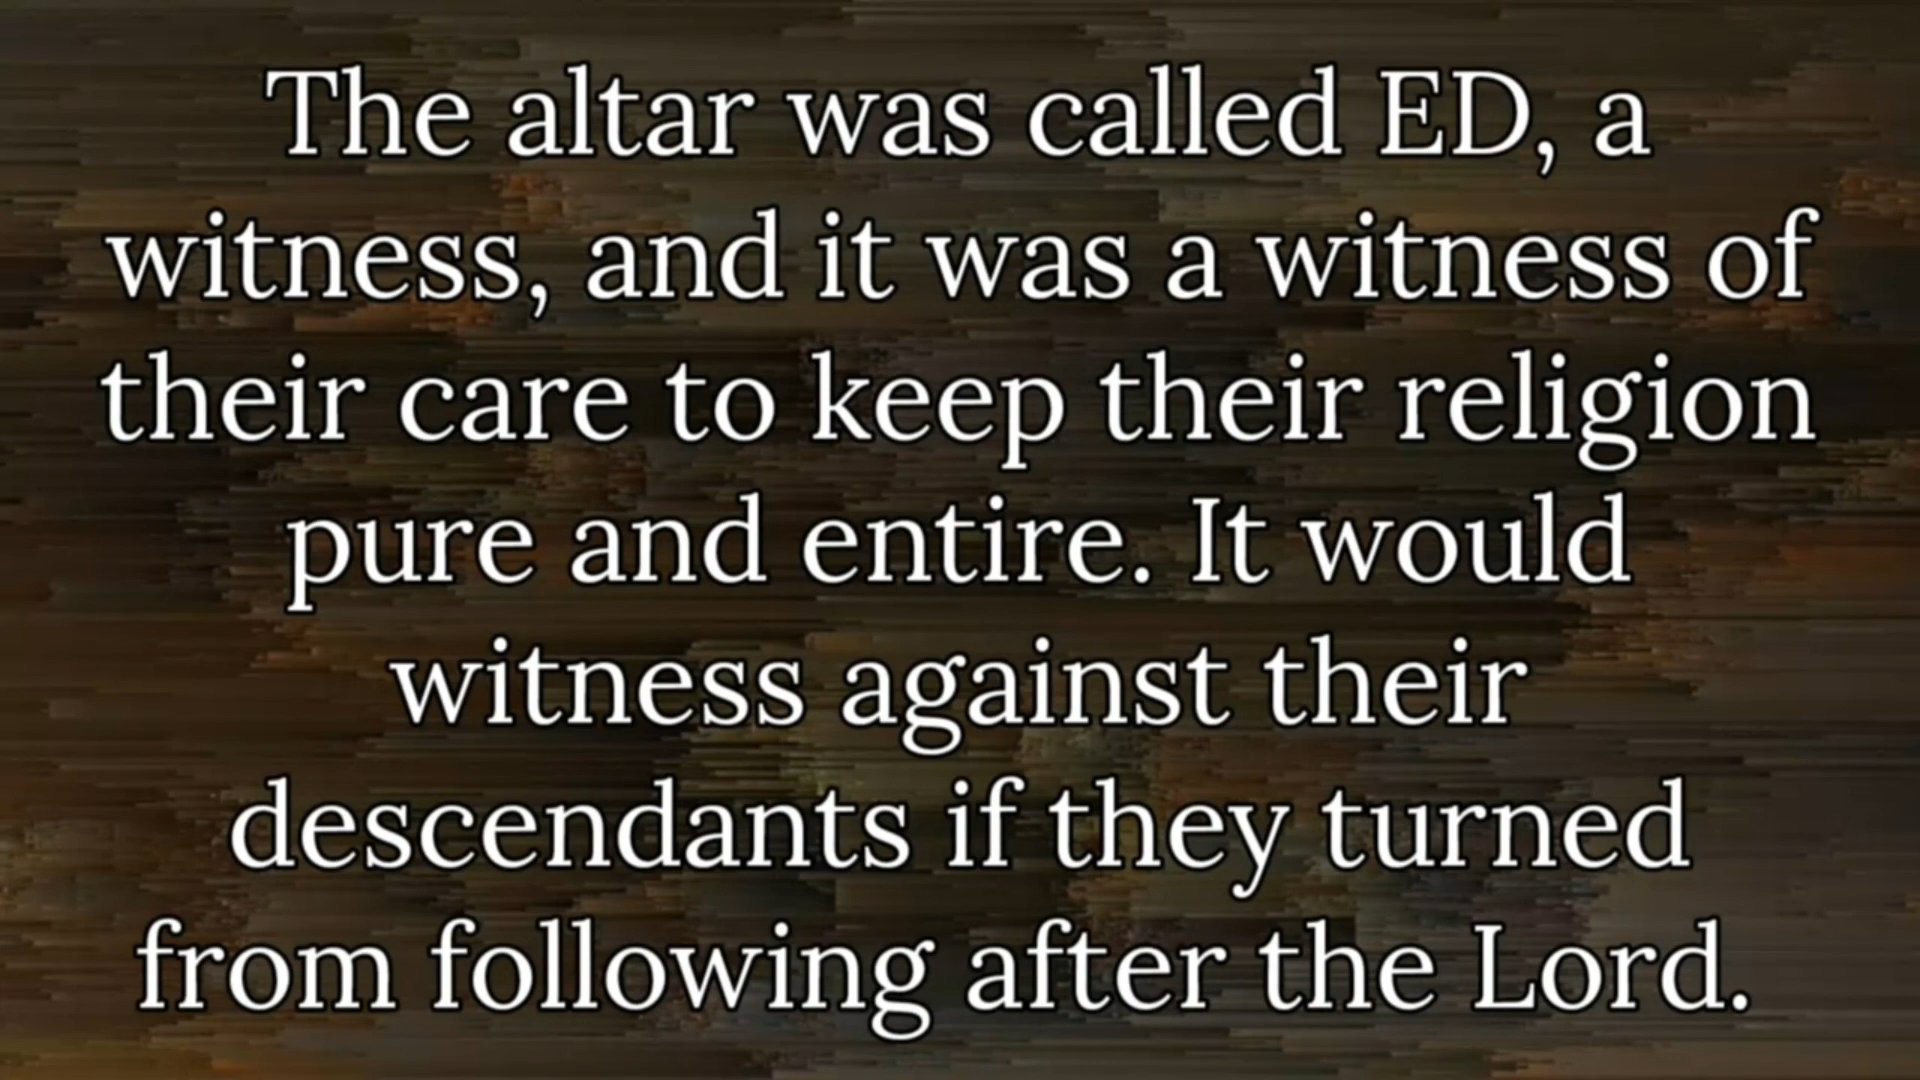 The altar was called ED, a
witness, and it was a witness of
their care to keep their religion
pure and entire. It would
witness against their
descendants if they turned
from following after the Lord.